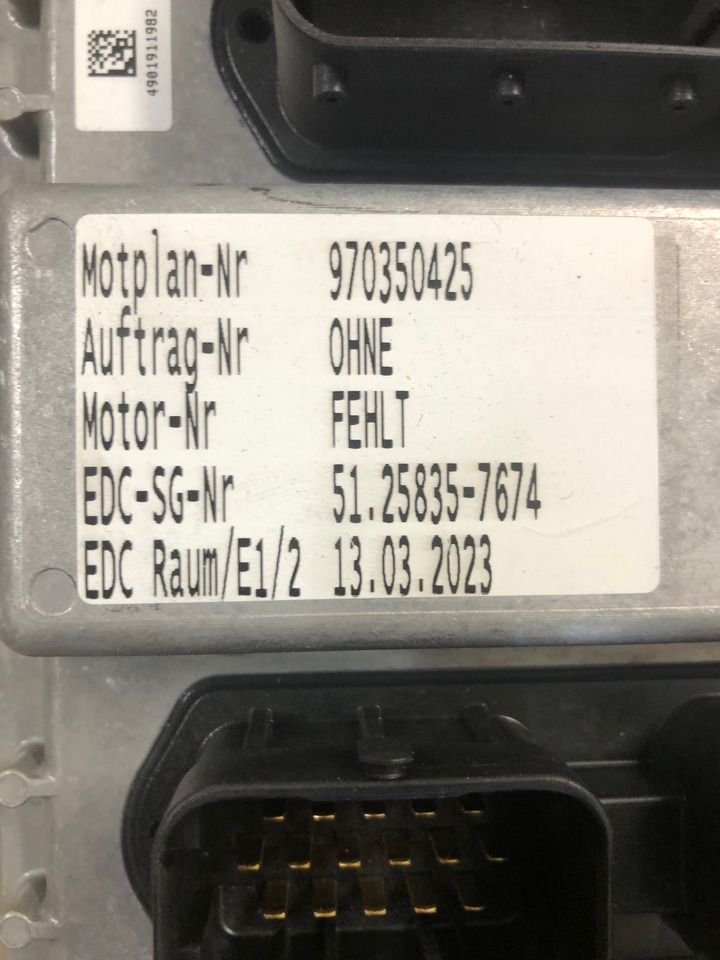 4901911982
Motplan-Nr 970350425
Auftrag-Nr OHNE
Motor-Nr FEHLT
EDC-SG-Nr 51.25835-7674
EDC Raum/E1/2 13.03.2023